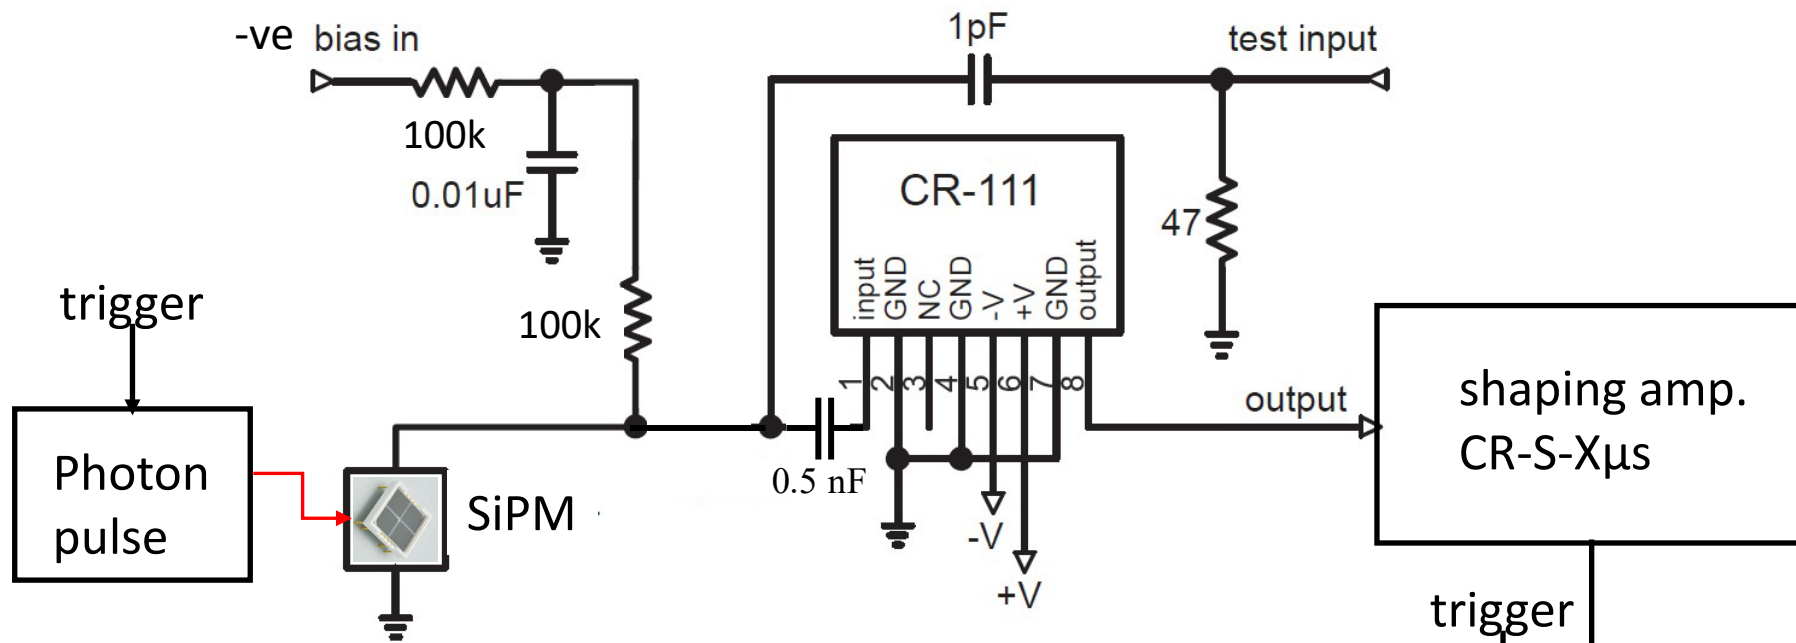 -ve bias in
1pF
test input
100k
0.01uF
CR-111
47
input
GND
NC
GND
-V
+V
GND
output
trigger
100k
1
2
3
4
5
6
7
8
output
shaping amp.
CR-S-Xµs
Photon
pulse
SiPM
0.5 nF
-V
+V
trigger